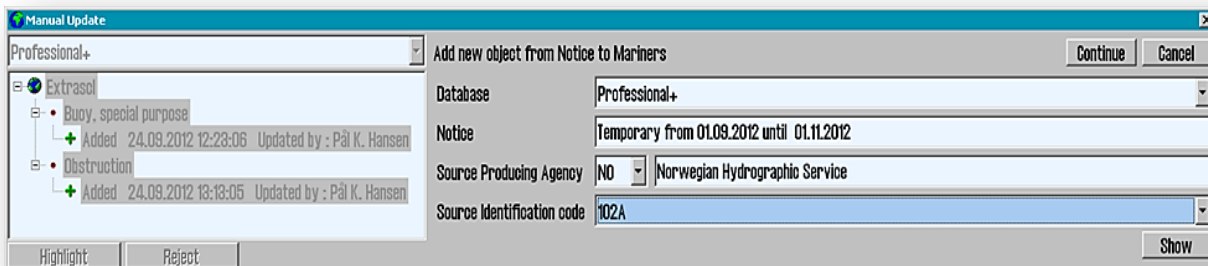 Manual Update
Professional+
Extrasol
Buoy, special purpose
Added 24.09.2012 12:23:06 Updated by : Pål K. Hansen
Obstruction
Added 24.09.2012 13:13:05 Updated by : Pål K. Hansen
Highlight Reject
Add new object from Notice to Mariners Continue Cancel
Database Professional+
Notice Temporary from 01.09.2012 until 01.11.2012
Source Producing Agency NO Norwegian Hydrographic Service
Source Identification code 102A
Show